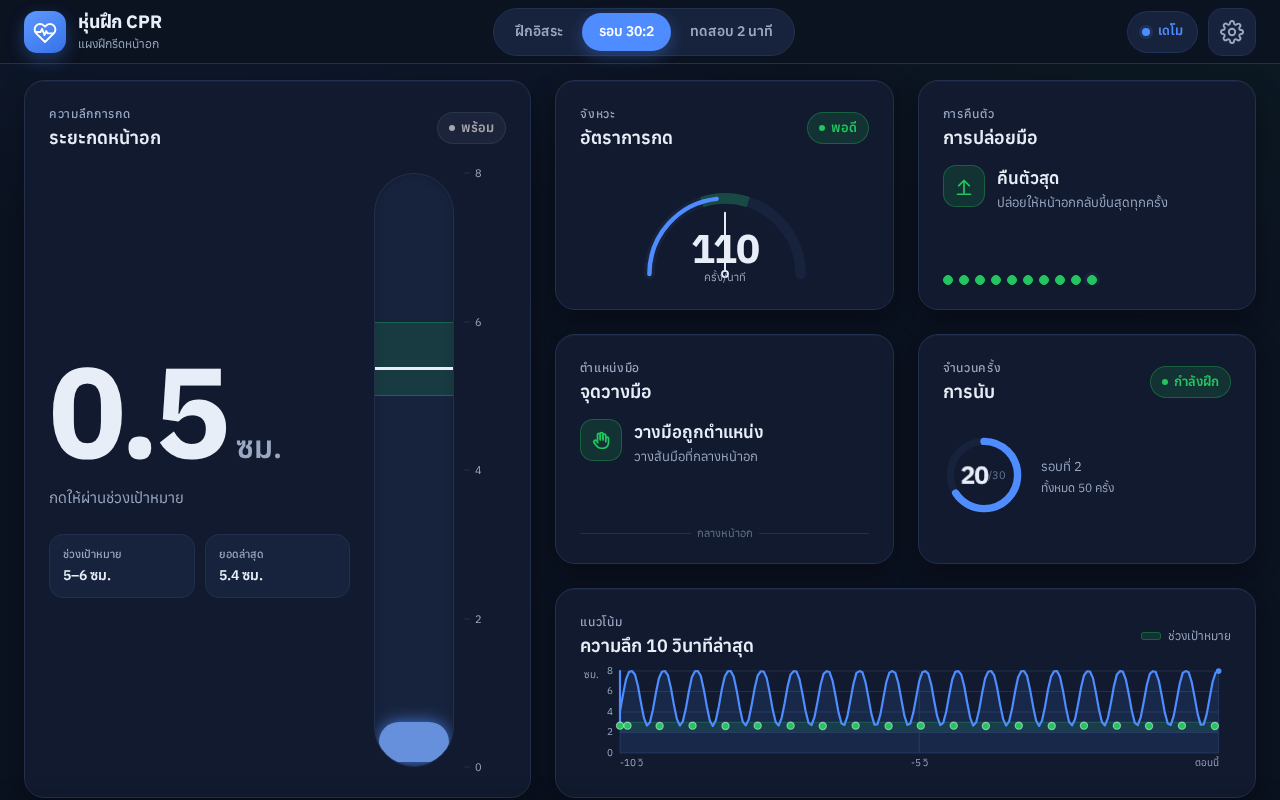 หุ่นฝึก CPR
แผงฝึกรีดหน้าอก
ฝึกอิสระ
รอบ 30:2
ทดสอบ 2 นาที
เดโม
ความลึกการกด
ระยะกดหน้าอก
พร้อม
8
6
4
2
0
0.5 ซม.
กดให้ผ่านช่วงเป้าหมาย
ช่วงเป้าหมาย
5–6 ซม.
ยอดล่าสุด
5.4 ซม.
จังหวะ
อัตราการกด
พอดี
110
ครั้ง/นาที
การคืนตัว
การปล่อยมือ
คืนตัวสุด
ปล่อยให้หน้าอกกลับขึ้นสุดทุกครั้ง
ตำแหน่งมือ
จุดวางมือ
วางมือถูกตำแหน่ง
วางส้นมือที่กลางหน้าอก
กลางหน้าอก
จำนวนครั้ง
การนับ
กำลังฝึก
20/30
รอบที่ 2
ทั้งหมด 50 ครั้ง
แนวโน้ม
ความลึก 10 วินาทีล่าสุด
ช่วงเป้าหมาย
ซม.
8
6
4
2
0
-10 วิ
-5 วิ
ตอนนี้